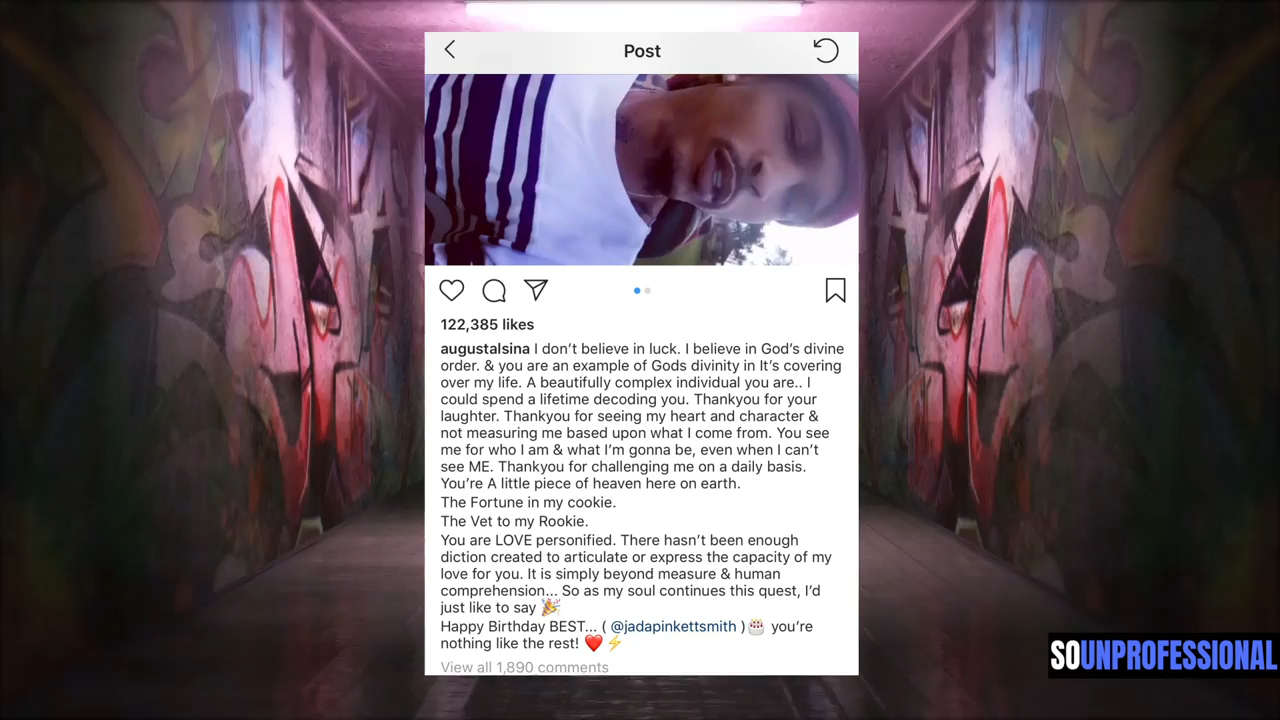 Post
122,385 likes
augustalsina I don't believe in luck. I believe in God's divine
order. & you are an example of Gods divinity in It's covering
over my life. A beautifully complex individual you are.. I
could spend a lifetime decoding you. Thankyou for your
laughter. Thankyou for seeing my heart and character &
not measuring me based upon what I come from. You see
me for who I am & what I'm gonna be, even when I can't
see ME. Thankyou for challenging me on a daily basis.
You're A little piece of heaven here on earth.
The Fortune in my cookie.
The Vet to my Rookie.
You are LOVE personified. There hasn't been enough
diction created to articulate or express the capacity of my
love for you. It is simply beyond measure & human
comprehension... So as my soul continues this quest, I'd
just like to say 🎉
Happy Birthday BEST... ( @jadapinkettsmith )🎂 you're
nothing like the rest! ❤️⚡
View all 1,890 comments
SOUNPROFESSIONAL